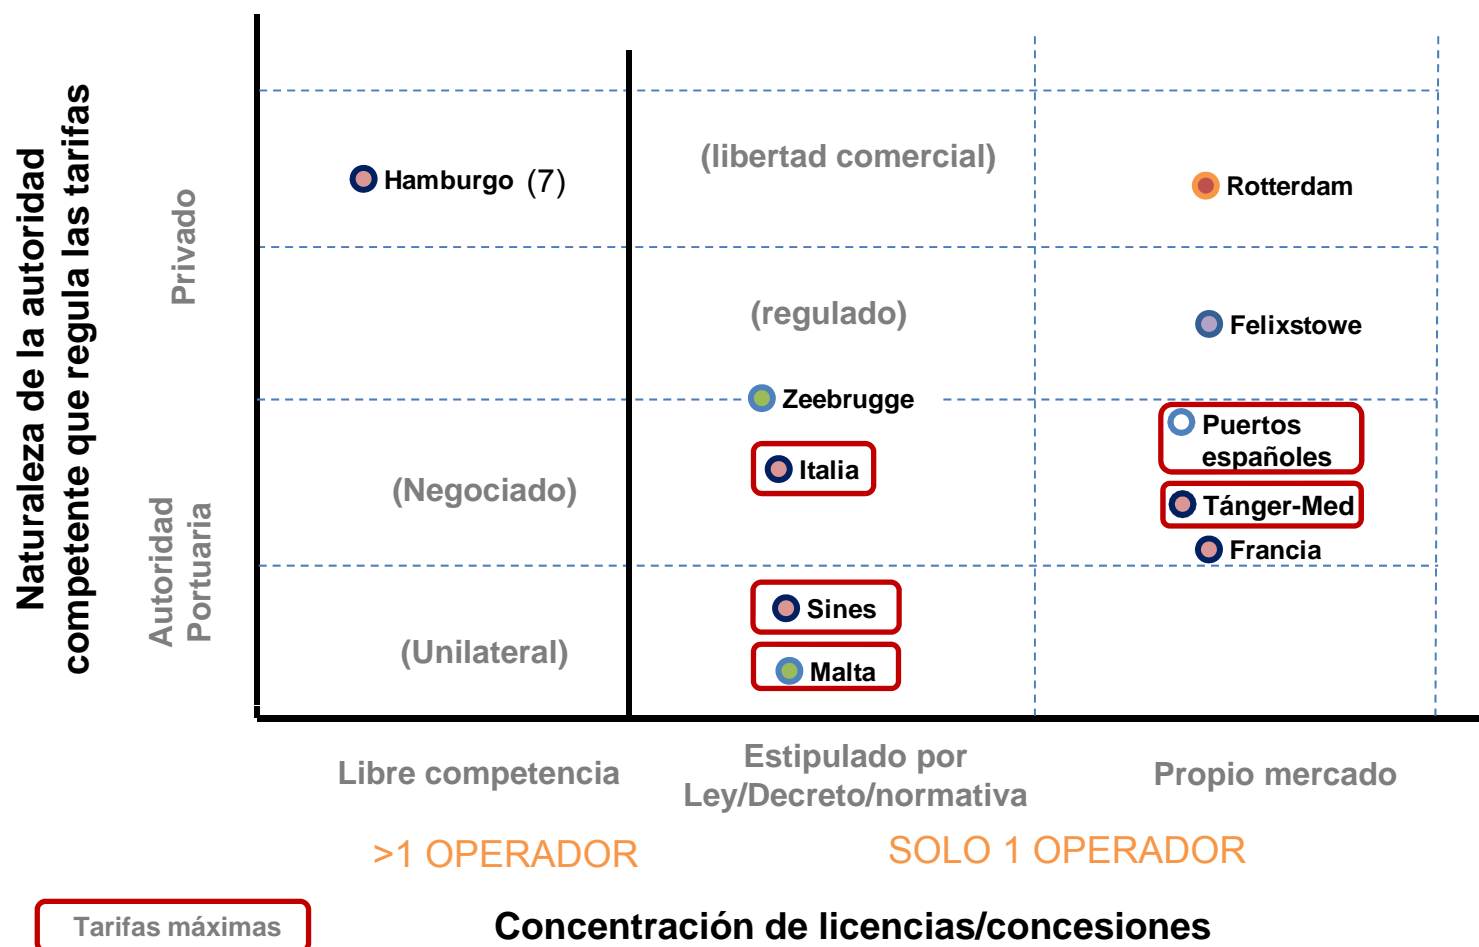 Naturaleza de la autoridad
competente que regula las tarifas
Privado
Autoridad
Portuaria
(libertad comercial)
Hamburgo (7)
Rotterdam
(regulado)
Felixstowe
Zeebrugge
Puertos
españoles
Italia
(Negociado)
Tánger-Med
Francia
Sines
(Unilateral)
Malta
Libre competencia
Estipulado por
Ley/Decreto/normativa
Propio mercado
>1 OPERADOR
SOLO 1 OPERADOR
Tarifas máximas
Concentración de licencias/concesiones